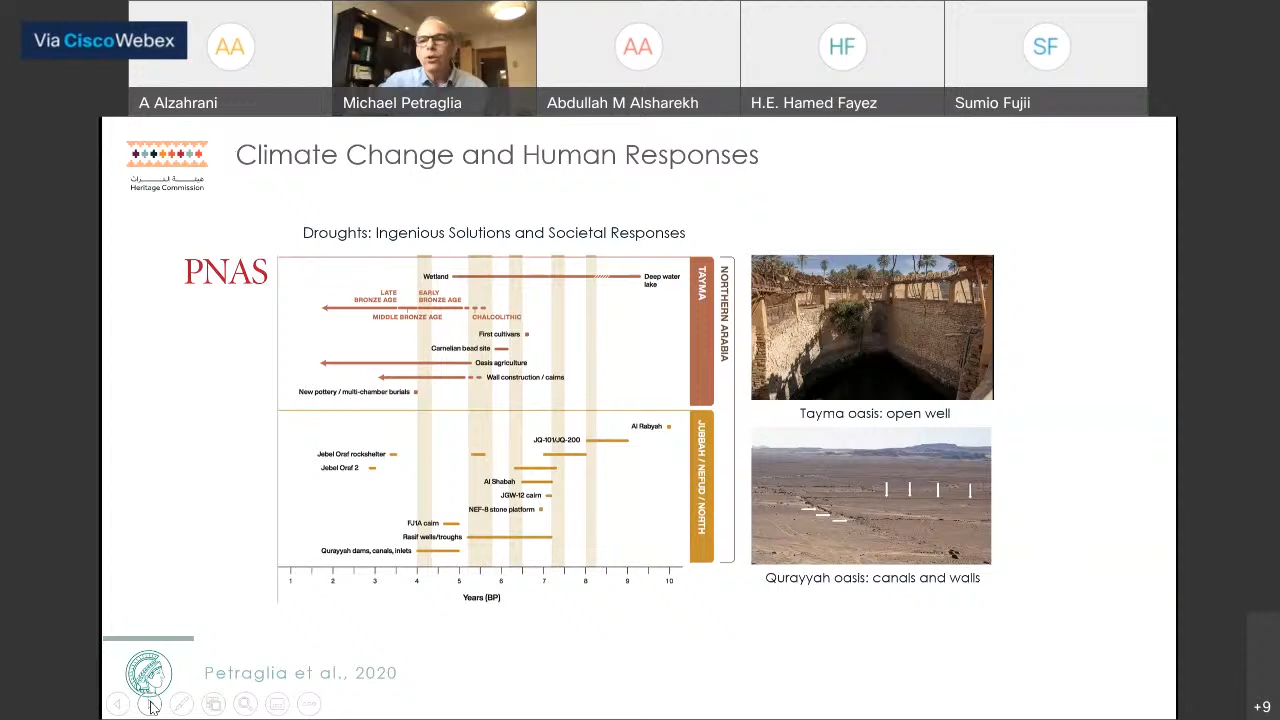 Via Cisco Webex
AA
AA
HF
SF
A Alzahrani
Michael Petraglia
Abdullah M Alsharekh
H.E. Hamed Fayez
Sumio Fujii
Climate Change and Human Responses
هيئة التراث
Heritage Commission
Droughts: Ingenious Solutions and Societal Responses
PNAS
Wetland
Deep water
lake
LATE
BRONZE AGE
EARLY
BRONZE AGE
MIDDLE BRONZE AGE
CHALCOLITHIC
First cultivars
Carnelian bead site
Oasis agriculture
Wall construction / cairns
New pottery / multi-chamber burials
TAYMA
NORTHERN ARABIA
Al Rabyah
JQ-101/JQ-200
Jebel Oraf rockshelter
Jebel Oraf 2
Al Shabah
JGW-12 cairn
NEF-8 stone platform
FJ1A cairn
Rasif wells/troughs
Qurayyah dams, canals, inlets
JUBBAH / NEFUD / NORTH
1 2 3 4 5 6 7 8 9 10
Years (BP)
Tayma oasis: open well
Qurayyah oasis: canals and walls
Petraglia et al., 2020
+9